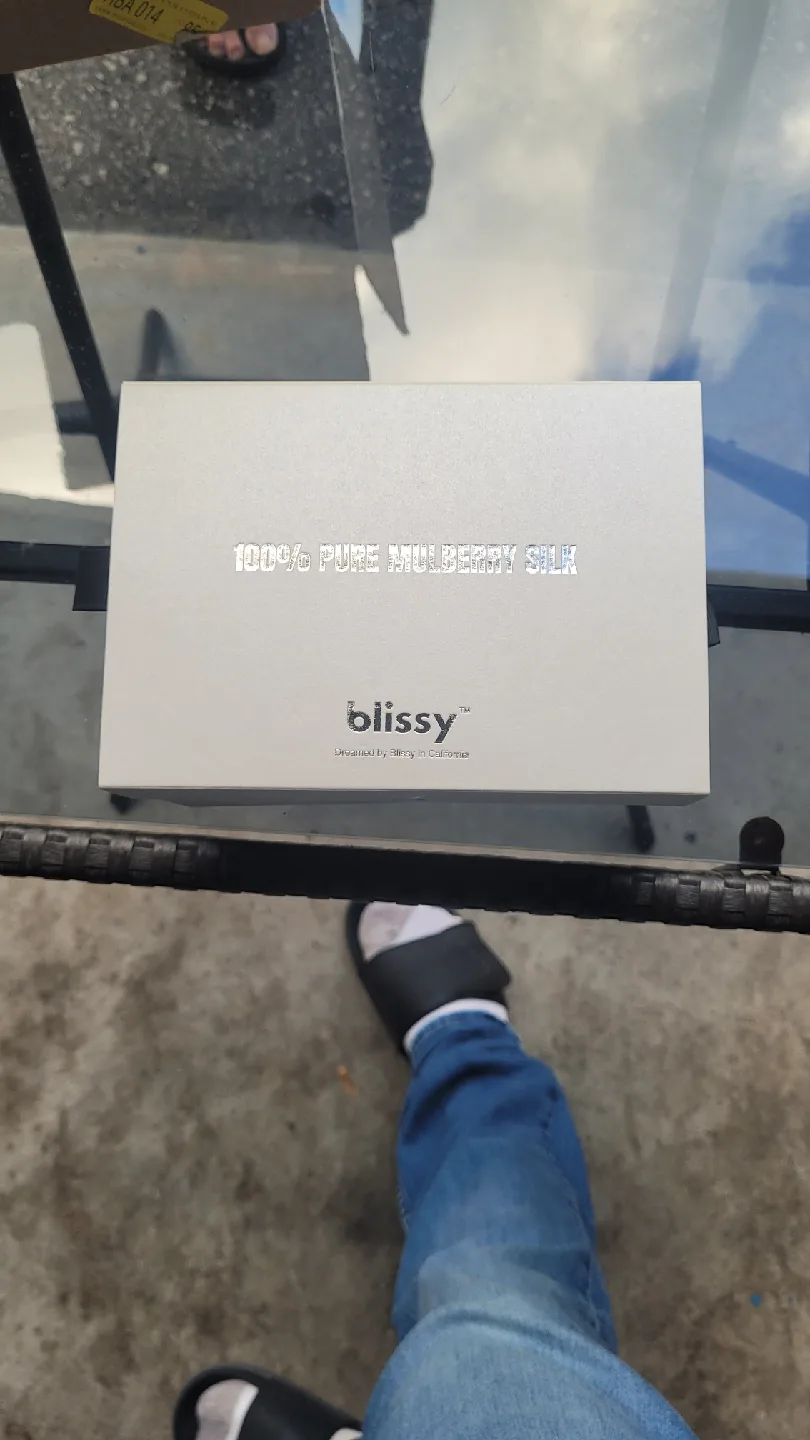 100% PURE MULBERRY SILK
blissy™
Dreamed by Blissy in California